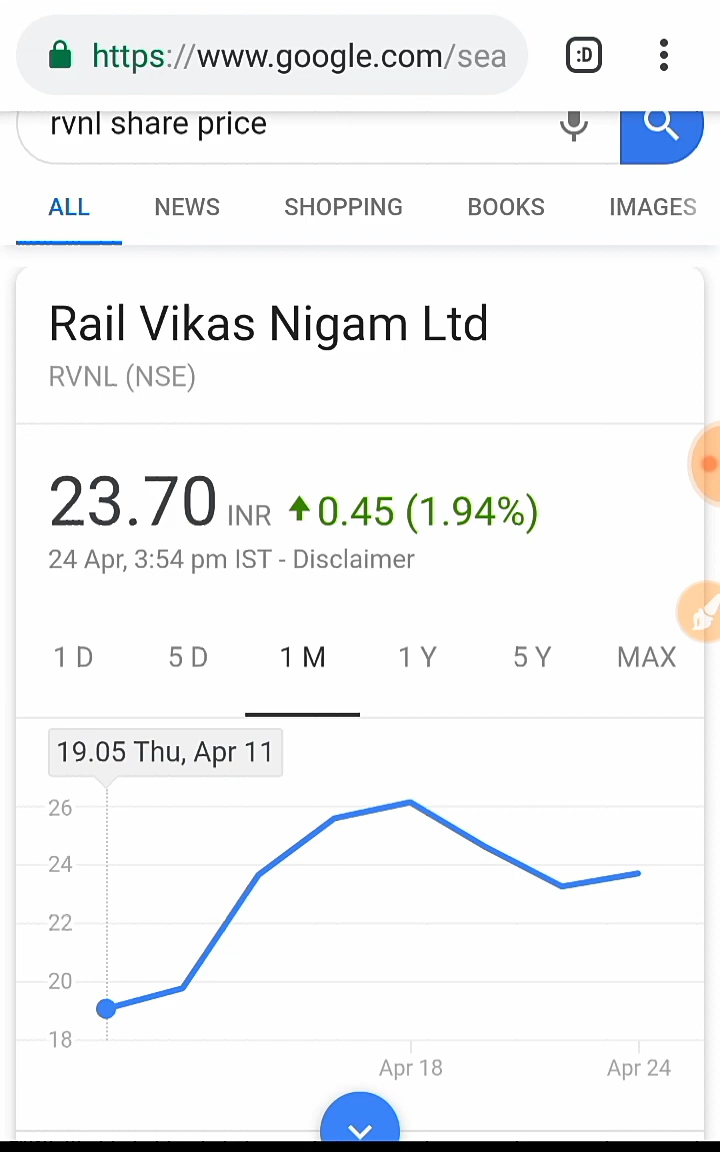 https://www.google.com/sea :D
rvnl share price
ALL NEWS SHOPPING BOOKS IMAGES
Rail Vikas Nigam Ltd
RVNL (NSE)
23.70 INR ↑0.45 (1.94%)
24 Apr, 3:54 pm IST - Disclaimer
1 D 5 D 1 M 1 Y 5 Y MAX
19.05 Thu, Apr 11
26
24
22
20
18
Apr 18 Apr 24